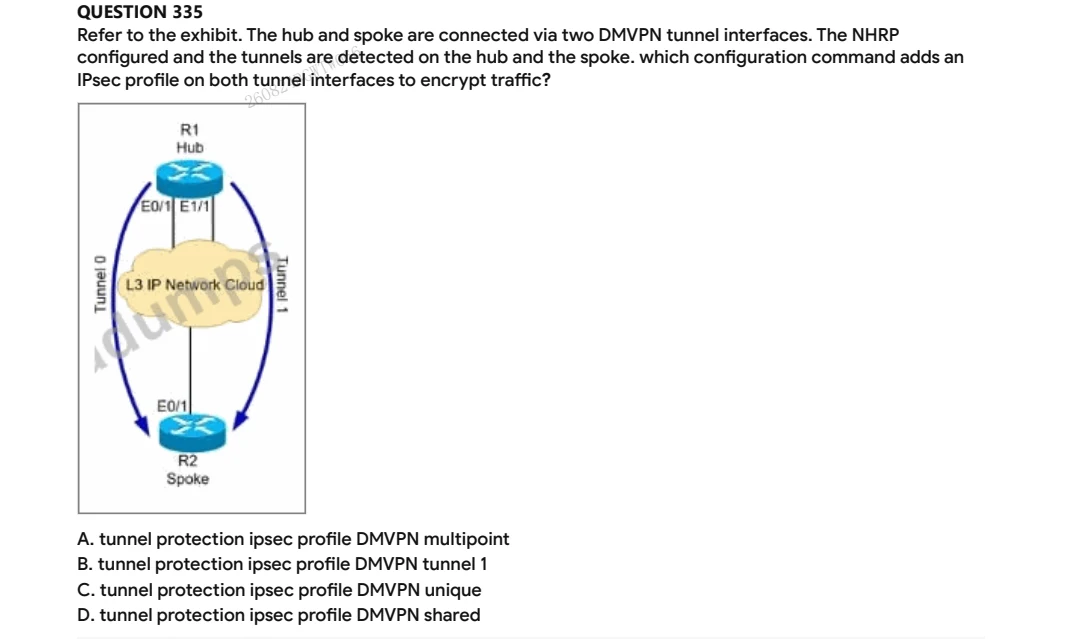 QUESTION 335
Refer to the exhibit. The hub and spoke are connected via two DMVPN tunnel interfaces. The NHRP
configured and the tunnels are detected on the hub and the spoke. which configuration command adds an
IPsec profile on both tunnel interfaces to encrypt traffic?
R1
Hub
E0/1 E1/1
Tunnel 0
Tunnel 1
L3 IP Network Cloud
dumps
E0/1
R2
Spoke
A. tunnel protection ipsec profile DMVPN multipoint
B. tunnel protection ipsec profile DMVPN tunnel 1
C. tunnel protection ipsec profile DMVPN unique
D. tunnel protection ipsec profile DMVPN shared